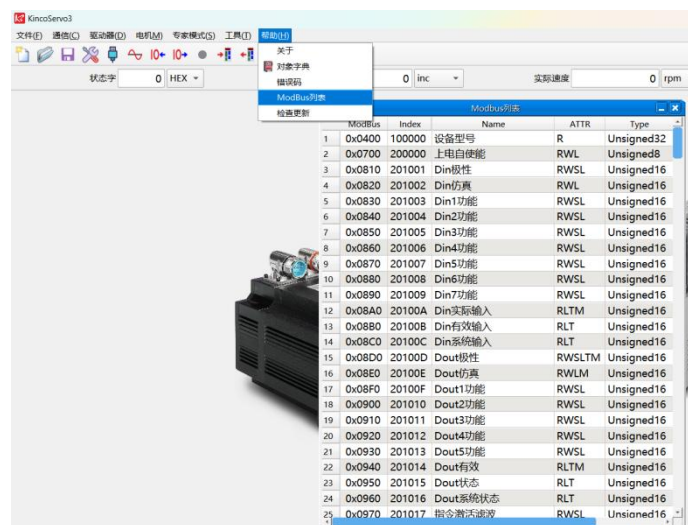 KincoServo3
文件(F) 通信(C) 驱动器(D) 电机(M) 专家模式(S) 工具(T) 帮助(H)
关于
对象字典
错误码
ModBus列表
检查更新
状态字 0 HEX 0 inc 实际速度 0 rpm
Modbus列表
ModBus Index Name ATTR Type
1 0x0400 100000 设备型号 R Unsigned32
2 0x0700 200000 上电自使能 RWL Unsigned8
3 0x0810 201001 Din极性 RWSL Unsigned16
4 0x0820 201002 Din仿真 RWL Unsigned16
5 0x0830 201003 Din1功能 RWSL Unsigned16
6 0x0840 201004 Din2功能 RWSL Unsigned16
7 0x0850 201005 Din3功能 RWSL Unsigned16
8 0x0860 201006 Din4功能 RWSL Unsigned16
9 0x0870 201007 Din5功能 RWSL Unsigned16
10 0x0880 201008 Din6功能 RWSL Unsigned16
11 0x0890 201009 Din7功能 RWSL Unsigned16
12 0x08A0 20100A Din实际输入 RLTM Unsigned16
13 0x08B0 20100B Din有效输入 RLT Unsigned16
14 0x08C0 20100C Din系统输入 RLT Unsigned16
15 0x08D0 20100D Dout极性 RWSLTM Unsigned16
16 0x08E0 20100E Dout仿真 RWLM Unsigned16
17 0x08F0 20100F Dout1功能 RWSL Unsigned16
18 0x0900 201010 Dout2功能 RWSL Unsigned16
19 0x0910 201011 Dout3功能 RWSL Unsigned16
20 0x0920 201012 Dout4功能 RWSL Unsigned16
21 0x0930 201013 Dout5功能 RWSL Unsigned16
22 0x0940 201014 Dout有效 RLTM Unsigned16
23 0x0950 201015 Dout状态 RLT Unsigned16
24 0x0960 201016 Dout系统状态 RLT Unsigned16
25 0x0970 201017 指令激活滤波 RWSL Unsigned16